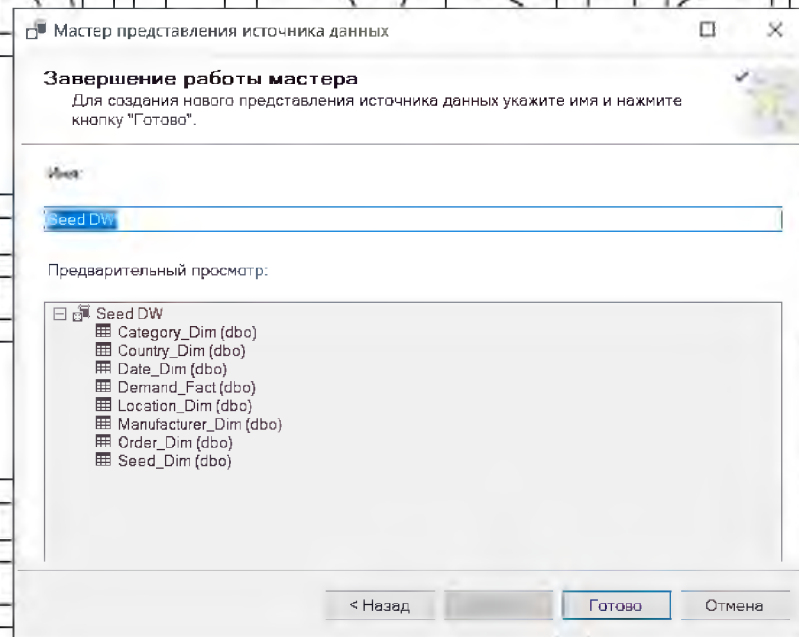 Мастер представления источника данных
Завершение работы мастера
Для создания нового представления источника данных укажите имя и нажмите
кнопку "Готово".
Имя:
Seed DW
Предварительный просмотр:
Seed DW
Category_Dim (dbo)
Country_Dim (dbo)
Date_Dim (dbo)
Demand_Fact (dbo)
Location_Dim (dbo)
Manufacturer_Dim (dbo)
Order_Dim (dbo)
Seed_Dim (dbo)
< Назад
Готово
Отмена